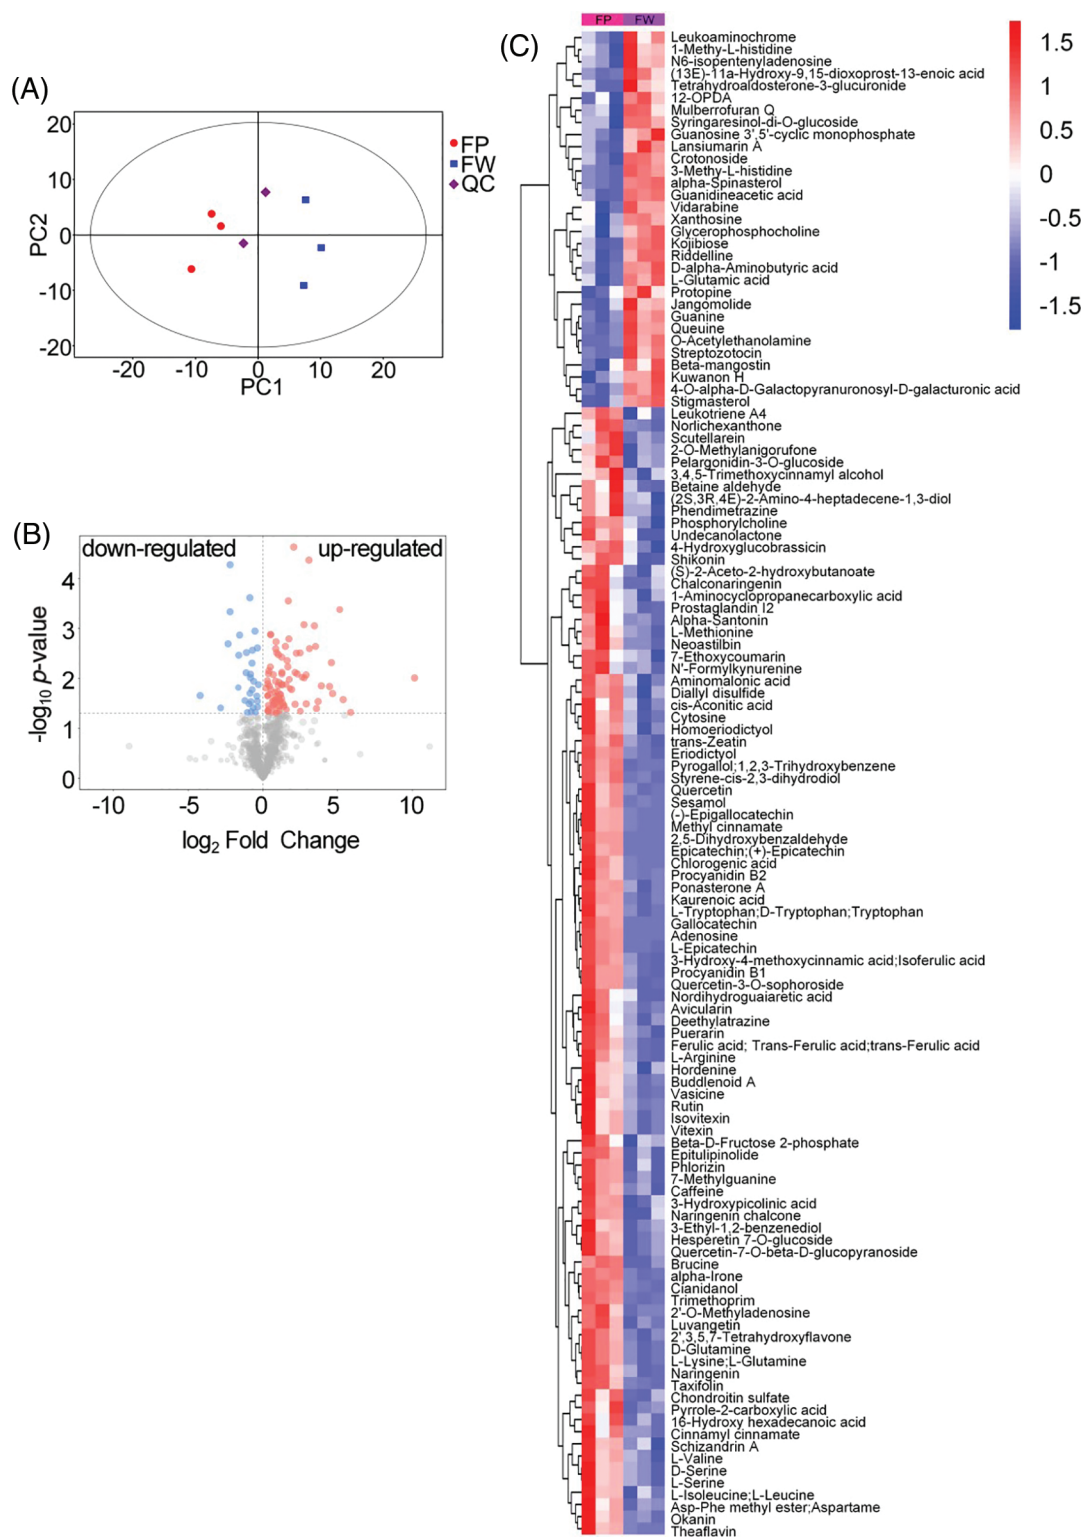 (A)
20
10
0
-10
-20
PC2
-20
-10
0
10
20
PC1
FP
FW
QC
(B)
down-regulated
up-regulated
4
3
2
1
0
-log10 p-value
-10
-5
0
5
10
log2 Fold Change
(C)
FP
FW
Leukoaminochrome
1-Methy-L-histidine
N6-isopentenyladenosine
(13E)-11a-Hydroxy-9,15-dioxoprost-13-enoic acid
Tetrahydroaldosterone-3-glucuronide
12-OPDA
Mulberrofuran Q
Syringaresinol-di-O-glucoside
Guanosine 3',5'-cyclic monophosphate
Lansiumarin A
Crotonoside
3-Methy-L-histidine
alpha-Spinasterol
Guanidineacetic acid
Vidarabine
Xanthosine
Glycerophosphocholine
Kojibiose
Riddelline
D-alpha-Aminobutyric acid
L-Glutamic acid
Protopine
Jangomolide
Guanine
Queuine
O-Acetylethanolamine
Streptozotocin
Beta-mangostin
Kuwanon H
4-O-alpha-D-Galactopyranuronosyl-D-galacturonic acid
Stigmasterol
Leukotriene A4
Norlichexanthone
Scutellarein
2-O-Methylanigorufone
Pelargonidin-3-O-glucoside
3,4,5-Trimethoxycinnamyl alcohol
Betaine aldehyde
(2S,3R,4E)-2-Amino-4-heptadecene-1,3-diol
Phendimetrazine
Phosphorylcholine
Undecanolactone
4-Hydroxyglucobrassicin
Shikonin
(S)-2-Aceto-2-hydroxybutanoate
Chalconaringenin
1-Aminocyclopropanecarboxylic acid
Prostaglandin I2
Alpha-Santonin
L-Methionine
Neoastilbin
7-Ethoxycoumarin
N'-Formylkynurenine
Aminomalonic acid
Diallyl disulfide
cis-Aconitic acid
Cytosine
Homoeriodictyol
trans-Zeatin
Eriodictyol
Pyrogallol;1,2,3-Trihydroxybenzene
Styrene-cis-2,3-dihydrodiol
Quercetin
Sesamol
(-)-Epigallocatechin
Methyl cinnamate
2,5-Dihydroxybenzaldehyde
Epicatechin;(+)-Epicatechin
Chlorogenic acid
Procyanidin B2
Ponasterone A
Kaurenoic acid
L-Tryptophan;D-Tryptophan;Tryptophan
Gallocatechin
Adenosine
L-Epicatechin
3-Hydroxy-4-methoxycinnamic acid;Isoferulic acid
Procyanidin B1
Quercetin-3-O-sophoroside
Nordihydroguaiaretic acid
Avicularin
Deethylatrazine
Puerarin
Ferulic acid; Trans-Ferulic acid;trans-Ferulic acid
L-Arginine
Hordenine
Buddlenoid A
Vasicine
Rutin
Isovitexin
Vitexin
Beta-D-Fructose 2-phosphate
Epitulipinolide
Phlorizin
7-Methylguanine
Caffeine
3-Hydroxypicolinic acid
Naringenin chalcone
3-Ethyl-1,2-benzenediol
Hesperetin 7-O-glucoside
Quercetin-7-O-beta-D-glucopyranoside
Brucine
alpha-Irone
Cianidanol
Trimethoprim
2'-O-Methyladenosine
Luvangetin
2',3,5,7-Tetrahydroxyflavone
D-Glutamine
L-Lysine;L-Glutamine
Naringenin
Taxifolin
Chondroitin sulfate
Pyrrole-2-carboxylic acid
16-Hydroxy hexadecanoic acid
Cinnamyl cinnamate
Schizandrin A
L-Valine
D-Serine
L-Serine
L-Isoleucine;L-Leucine
Asp-Phe methyl ester;Aspartame
Okanin
Theaflavin
1.5
1
0.5
0
-0.5
-1
-1.5